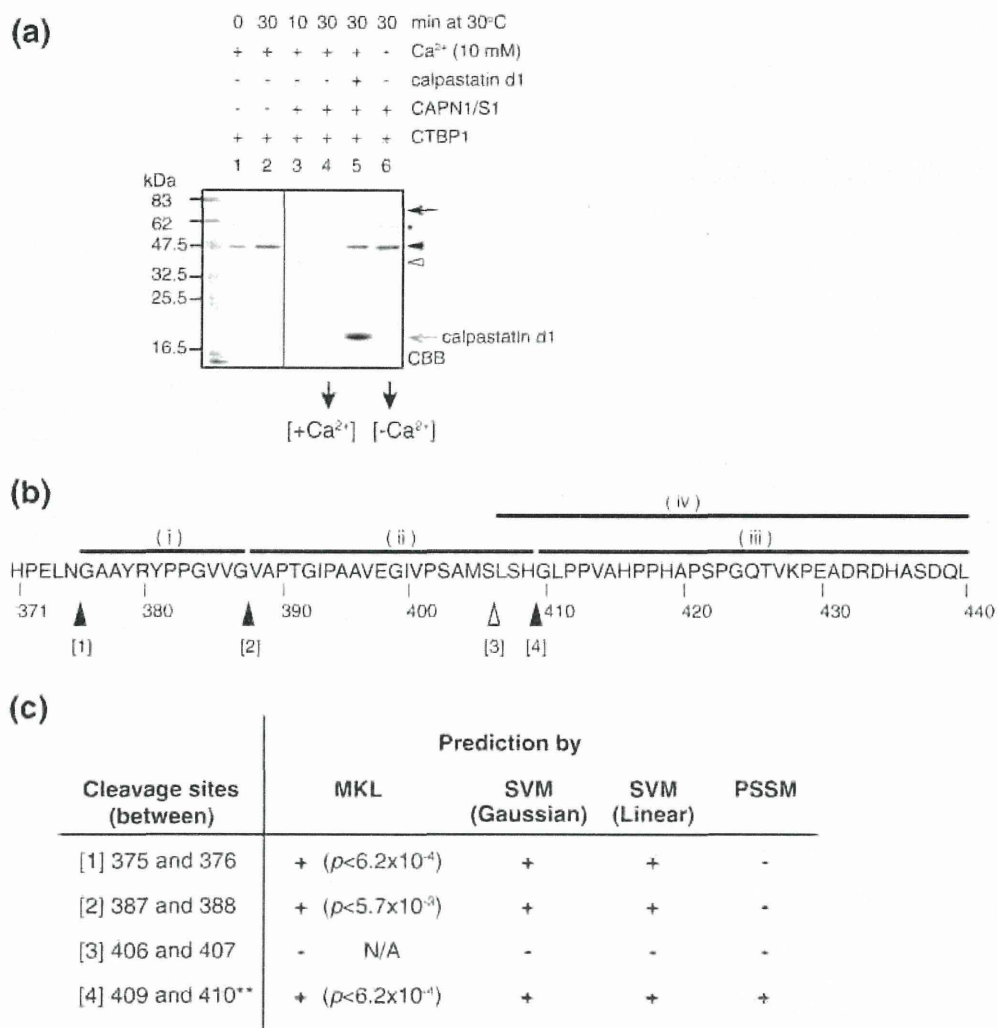 (a)
0 30 10 30 30 30 min at 30°C
+ + + + + - Ca²⁺ (10 mM)
- - - - + - calpastatin d1
- - + + + + CAPN1/S1
+ + + + + + CTBP1
1 2 3 4 5 6
kDa
83
62
*
47.5
32.5
25.5
calpastatin d1
16.5
CBB
[+Ca²⁺] [-Ca²⁺]
(b)
(iv)
(i) (ii) (iii)
HPELNGAAYRYPPGVVGVAPTGIPAAVEGIVPSAMSLSHGLPPVAHPPHAPSPGQTVKPEADRDHASDQL
371 380 390 400 410 420 430 440
[1] [2] [3] [4]
(c)
Prediction by
Cleavage sites (between) MKL SVM (Gaussian) SVM (Linear) PSSM
[1] 375 and 376 + (p<6.2x10⁻⁴) + + -
[2] 387 and 388 + (p<5.7x10⁻³) + + -
[3] 406 and 407 - N/A - - -
[4] 409 and 410** + (p<6.2x10⁻⁴) + + +